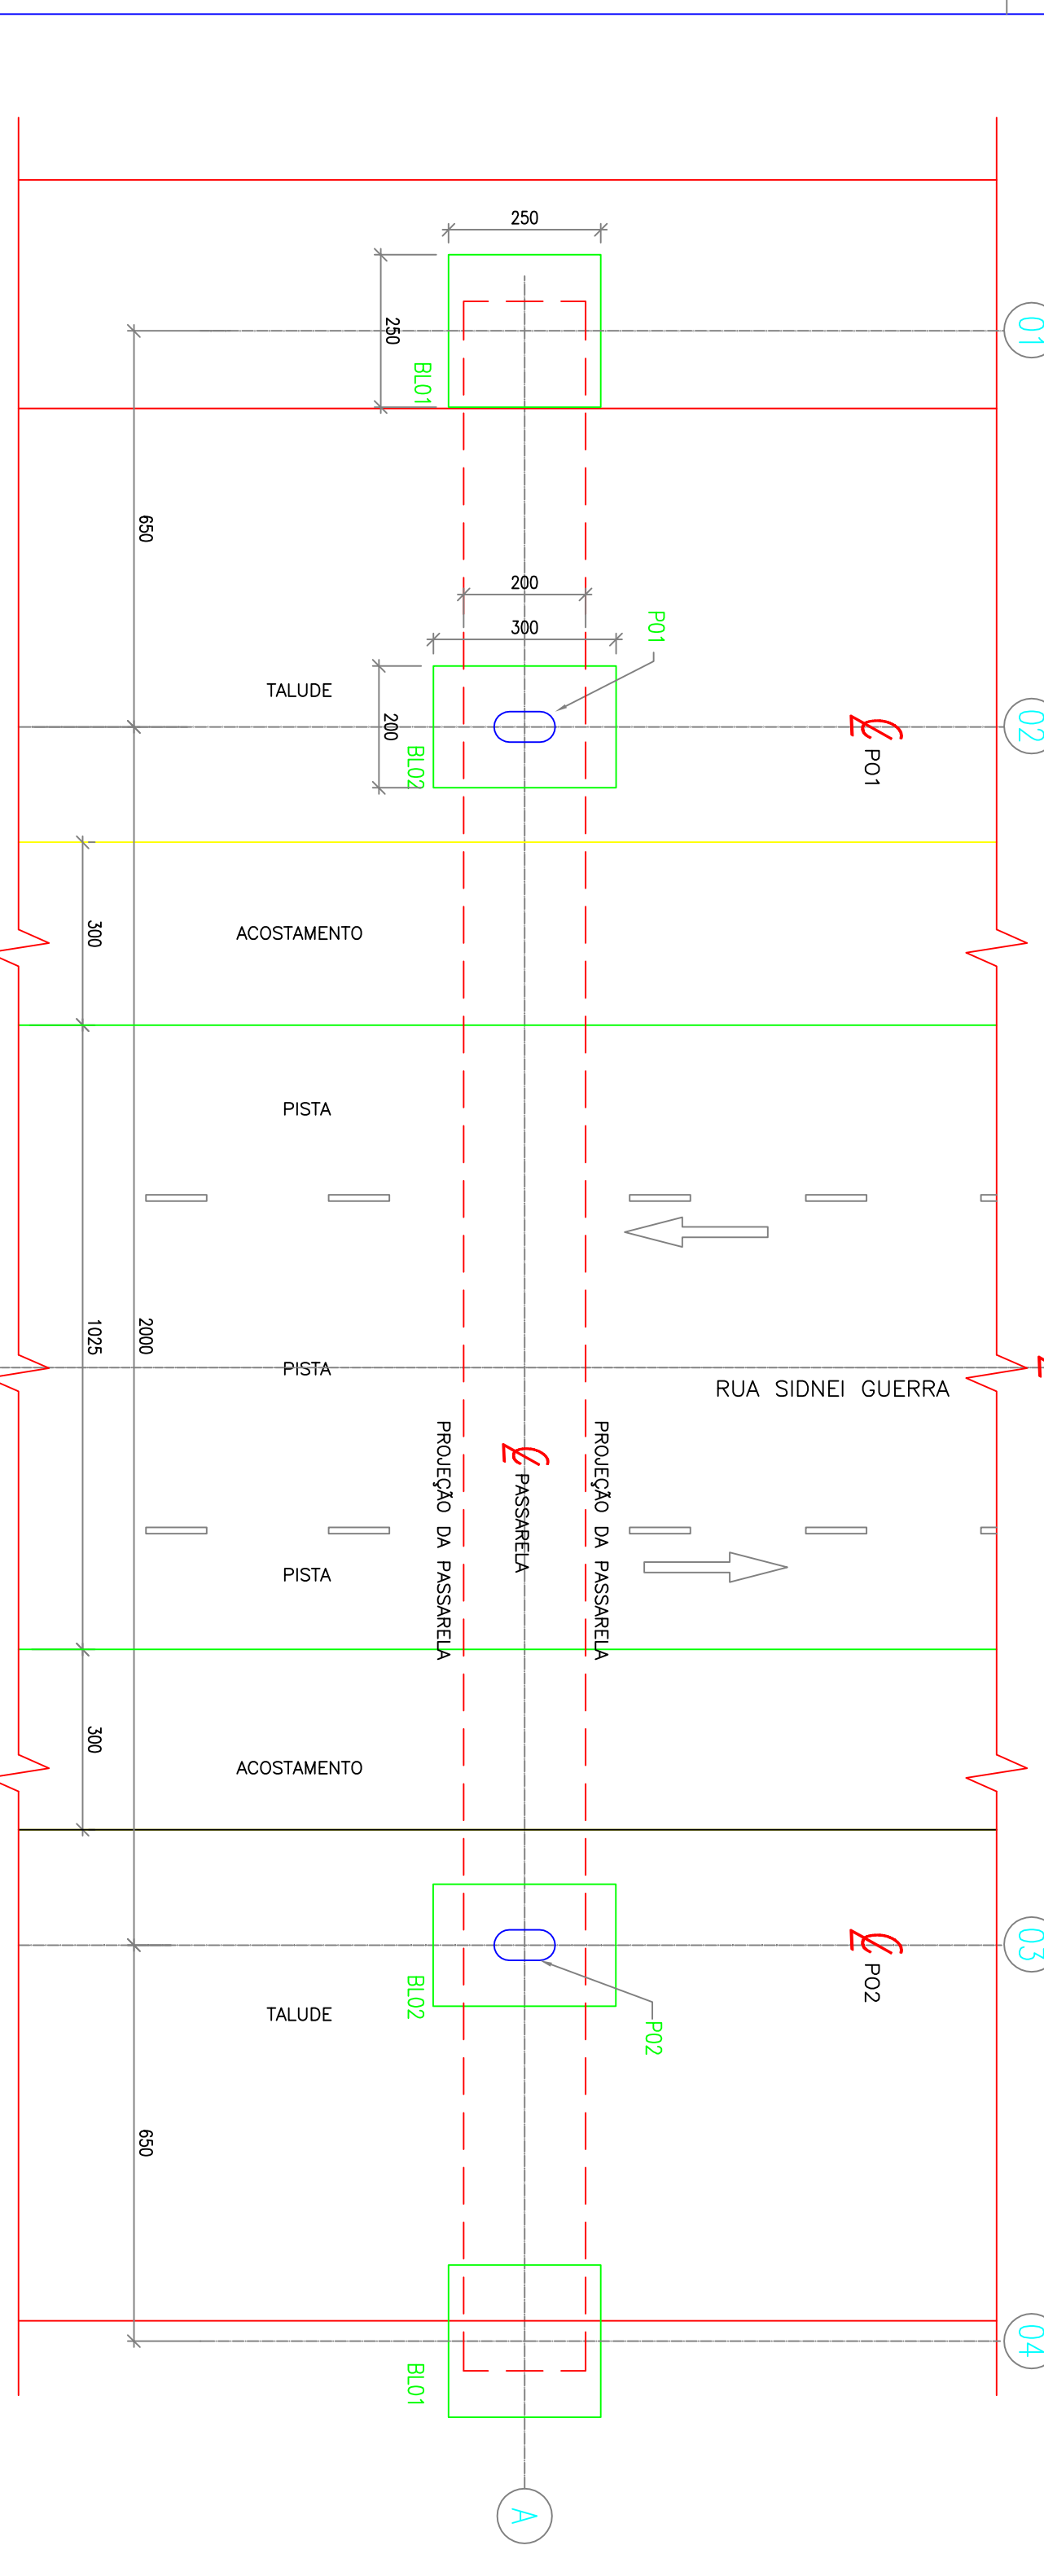 250
01
250
BL01
650
200
P01
300
TALUDE
200
02
BL02
PO1
300
ACOSTAMENTO
PISTA
2000
1025
PISTA
RUA SIDNEI GUERRA
PROJEÇÃO DA PASSARELA
PASSARELA
PROJEÇÃO DA PASSARELA
PISTA
300
ACOSTAMENTO
03
PO2
BL02
TALUDE
P02
650
04
BL01
A